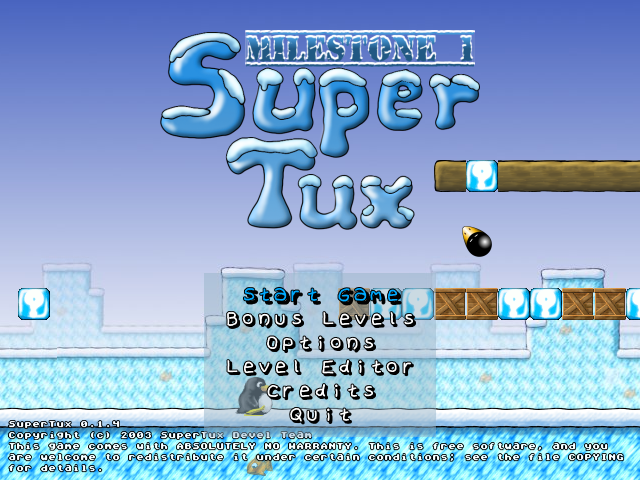 MILESTONE 1
Super
Tux
Start Game
Bonus Levels
Options
Level Editor
Credits
Quit
SuperTux 0.1.4
Copyright (c) 2003 SuperTux Devel Team
This game comes with ABSOLUTELY NO WARRANTY. This is free software, and you
are welcome to redistribute it under certain conditions; see the file COPYING
for details.